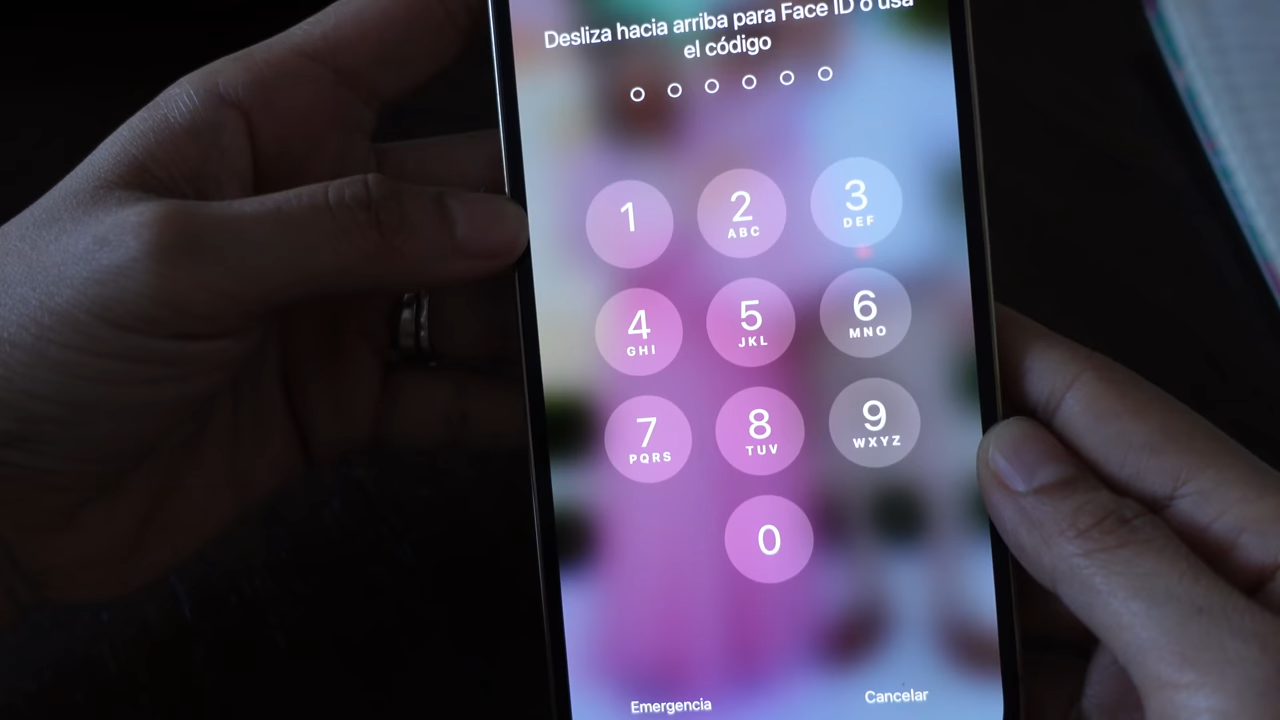 Desliza hacia arriba para Face ID o usa
el código
1
2
ABC
3
DEF
4
GHI
5
JKL
6
MNO
7
PQRS
8
TUV
9
WXYZ
0
Emergencia
Cancelar